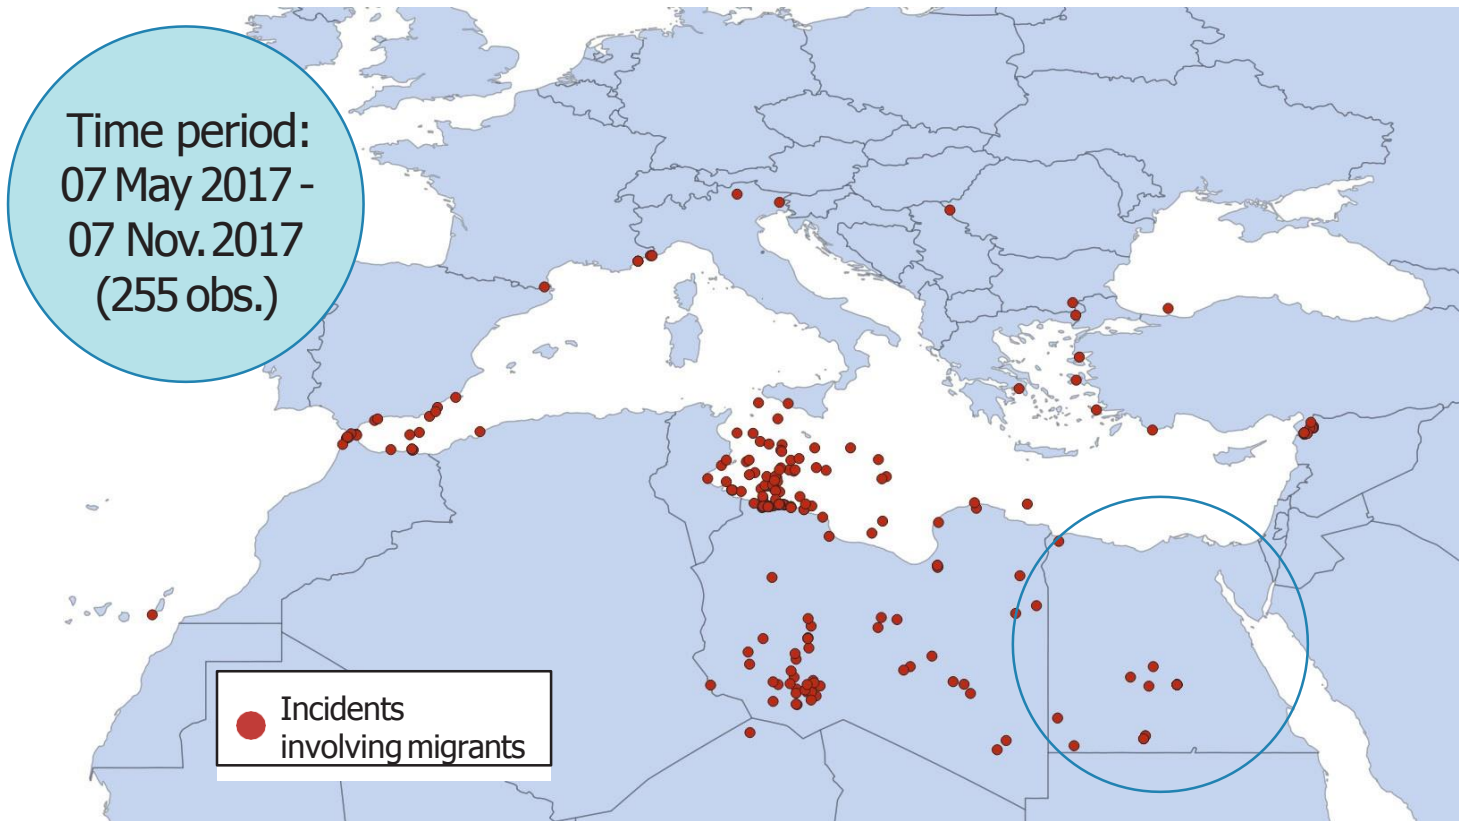 Time period:
07 May 2017 -
07 Nov. 2017
(255 obs.)
Incidents
involving migrants